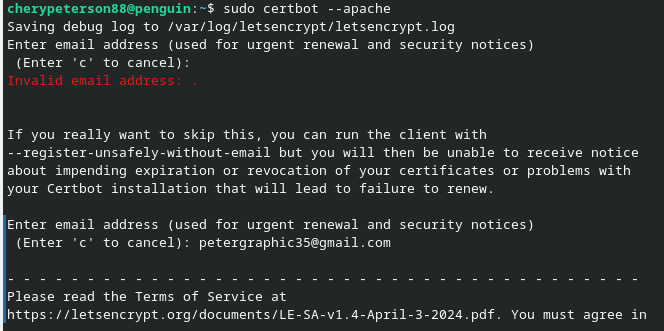 cherypeterson88@penguin:~$ sudo certbot --apache
Saving debug log to /var/log/letsencrypt/letsencrypt.log
Enter email address (used for urgent renewal and security notices)
 (Enter 'c' to cancel):
Invalid email address: .
If you really want to skip this, you can run the client with
--register-unsafely-without-email but you will then be unable to receive notice
about impending expiration or revocation of your certificates or problems with
your Certbot installation that will lead to failure to renew.
Enter email address (used for urgent renewal and security notices)
 (Enter 'c' to cancel): petergraphic35@gmail.com
- - - - - - - - - - - - - - - - - - - - - - - - - - - - - - - - - - - - - - - -
Please read the Terms of Service at
https://letsencrypt.org/documents/LE-SA-v1.4-April-3-2024.pdf. You must agree in